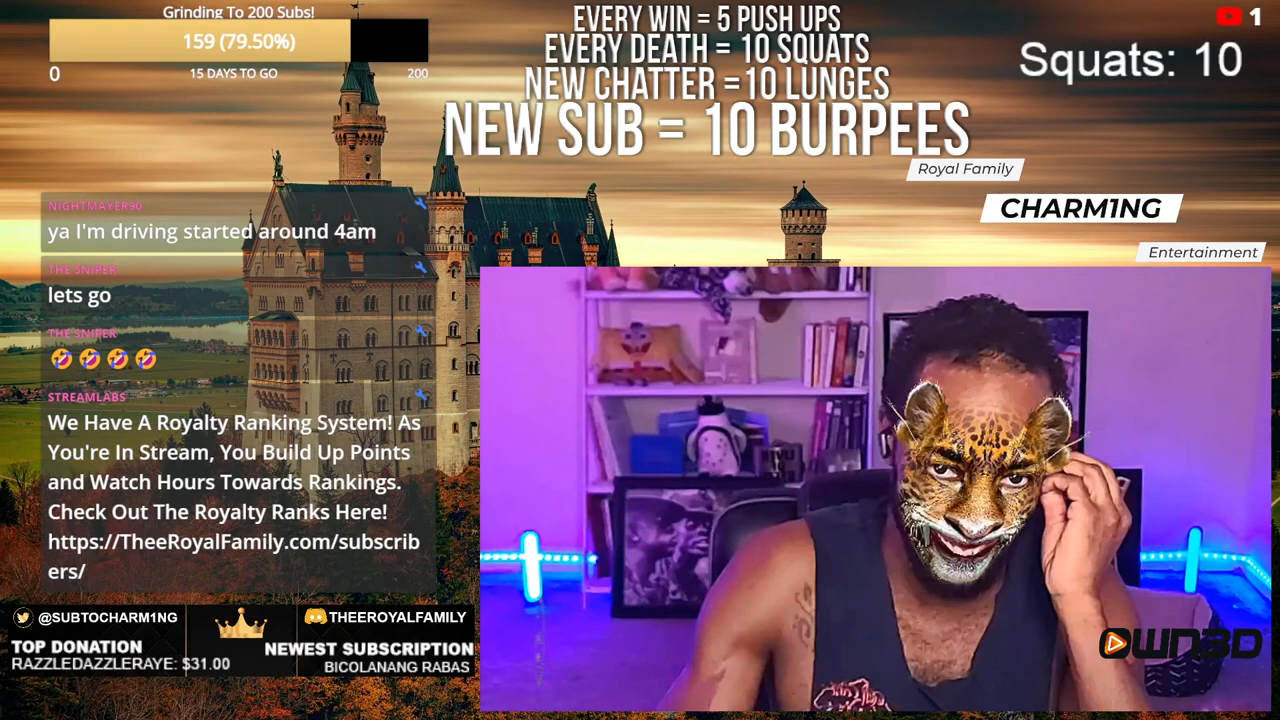 Grinding To 200 Subs!
159 (79.50%)
0
15 DAYS TO GO
200
EVERY WIN = 5 PUSH UPS
EVERY DEATH = 10 SQUATS
NEW CHATTER =10 LUNGES
NEW SUB = 10 BURPEES
1
Squats: 10
Royal Family
CHARM1NG
Entertainment
NIGHTMAYER90
ya I'm driving started around 4am
THE SNIPER
lets go
THE SNIPER
🤣 🤣 🤣 🤣
STREAMLABS
We Have A Royalty Ranking System! As
You're In Stream, You Build Up Points
and Watch Hours Towards Rankings.
Check Out The Royalty Ranks Here!
https://TheeRoyalFamily.com/subscrib
ers/
@SUBTOCHARM1NG
THEEROYALFAMILY
TOP DONATION
RAZZLEDAZZLERAYE: $31.00
NEWEST SUBSCRIPTION
BICOLANANG RABAS
OWN3D